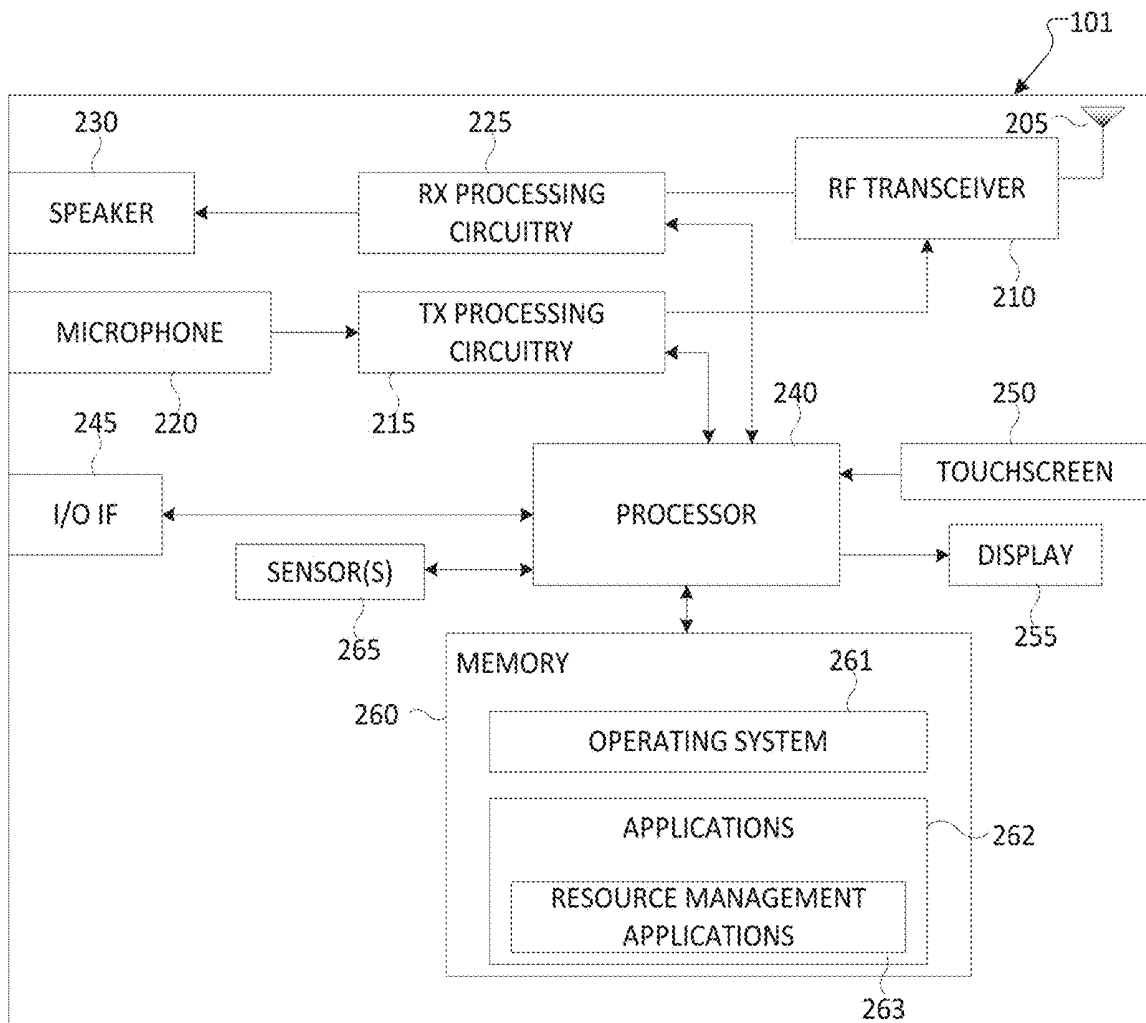 101
230
225
205
SPEAKER
RX PROCESSING
CIRCUITRY
RF TRANSCEIVER
210
MICROPHONE
TX PROCESSING
CIRCUITRY
220
215
240
250
245
I/O IF
PROCESSOR
TOUCHSCREEN
SENSOR(S)
DISPLAY
265
255
MEMORY
261
260
OPERATING SYSTEM
APPLICATIONS
262
RESOURCE MANAGEMENT
APPLICATIONS
263